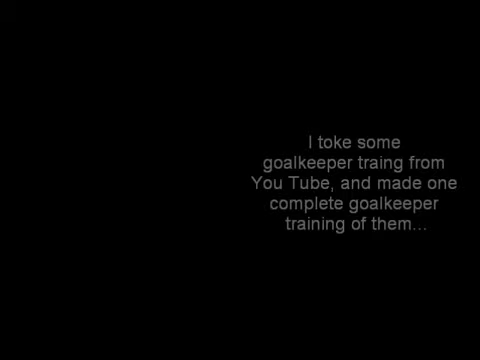 I toke some
goalkeeper traing from
You Tube, and made one
complete goalkeeper
training of them...